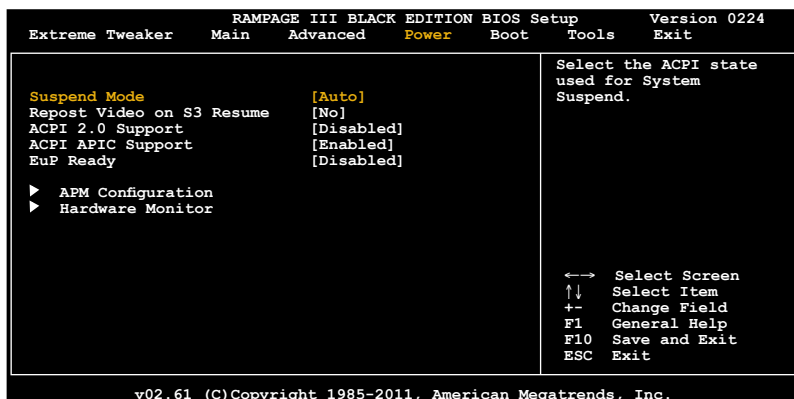 RAMPAGE III BLACK EDITION BIOS Setup Version 0224
Extreme Tweaker Main Advanced Power Boot Tools Exit
Suspend Mode [Auto]
Repost Video on S3 Resume [No]
ACPI 2.0 Support [Disabled]
ACPI APIC Support [Enabled]
EuP Ready [Disabled]
▶ APM Configuration
▶ Hardware Monitor
Select the ACPI state
used for System
Suspend.
←→ Select Screen
↑↓ Select Item
+- Change Field
F1 General Help
F10 Save and Exit
ESC Exit
v02.61 (C)Copyright 1985-2011, American Megatrends, Inc.